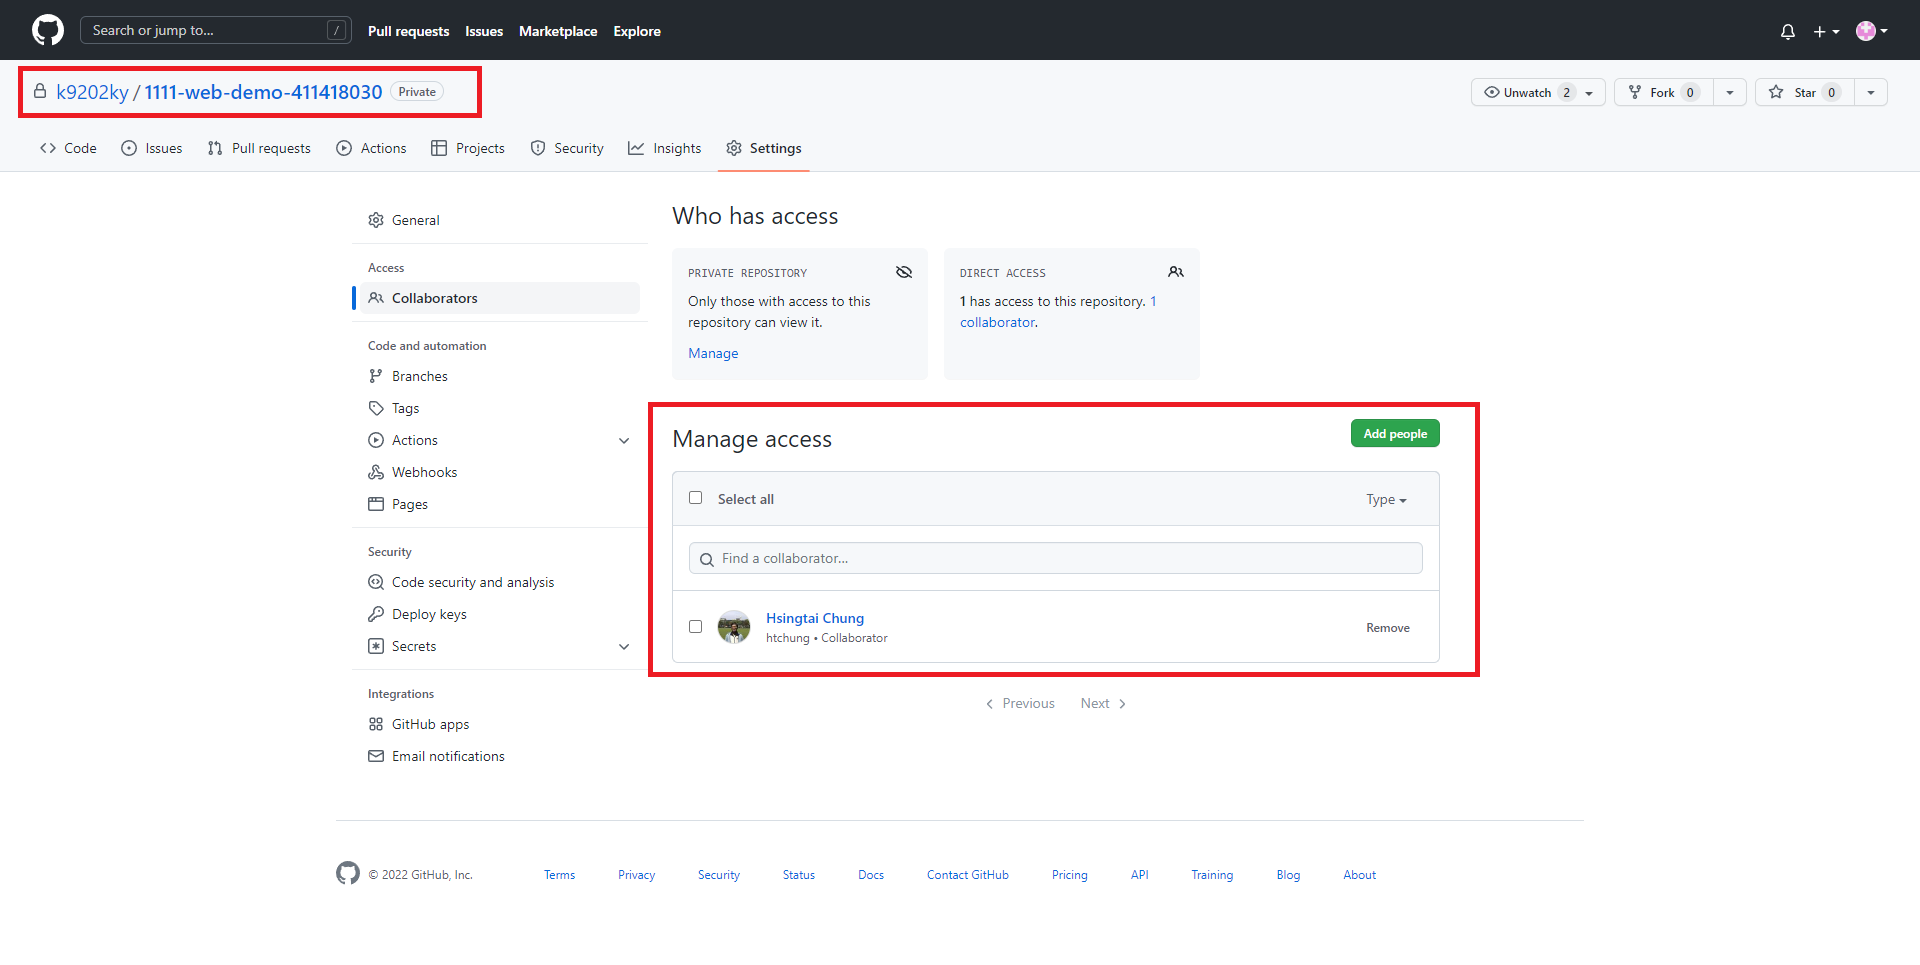 Search or jump to... /
Pull requests Issues Marketplace Explore
k9202ky / 1111-web-demo-411418030 Private
Unwatch 2 Fork 0 Star 0
Code Issues Pull requests Actions Projects Security Insights Settings
General
Access
Collaborators
Code and automation
Branches
Tags
Actions
Webhooks
Pages
Security
Code security and analysis
Deploy keys
Secrets
Integrations
GitHub apps
Email notifications
Who has access
PRIVATE REPOSITORY
Only those with access to this
repository can view it.
Manage
DIRECT ACCESS
1 has access to this repository. 1
collaborator.
Manage access
Add people
Select all Type
Find a collaborator...
Hsingtai Chung
htchung • Collaborator
Remove
Previous Next
© 2022 GitHub, Inc. Terms Privacy Security Status Docs Contact GitHub Pricing API Training Blog About